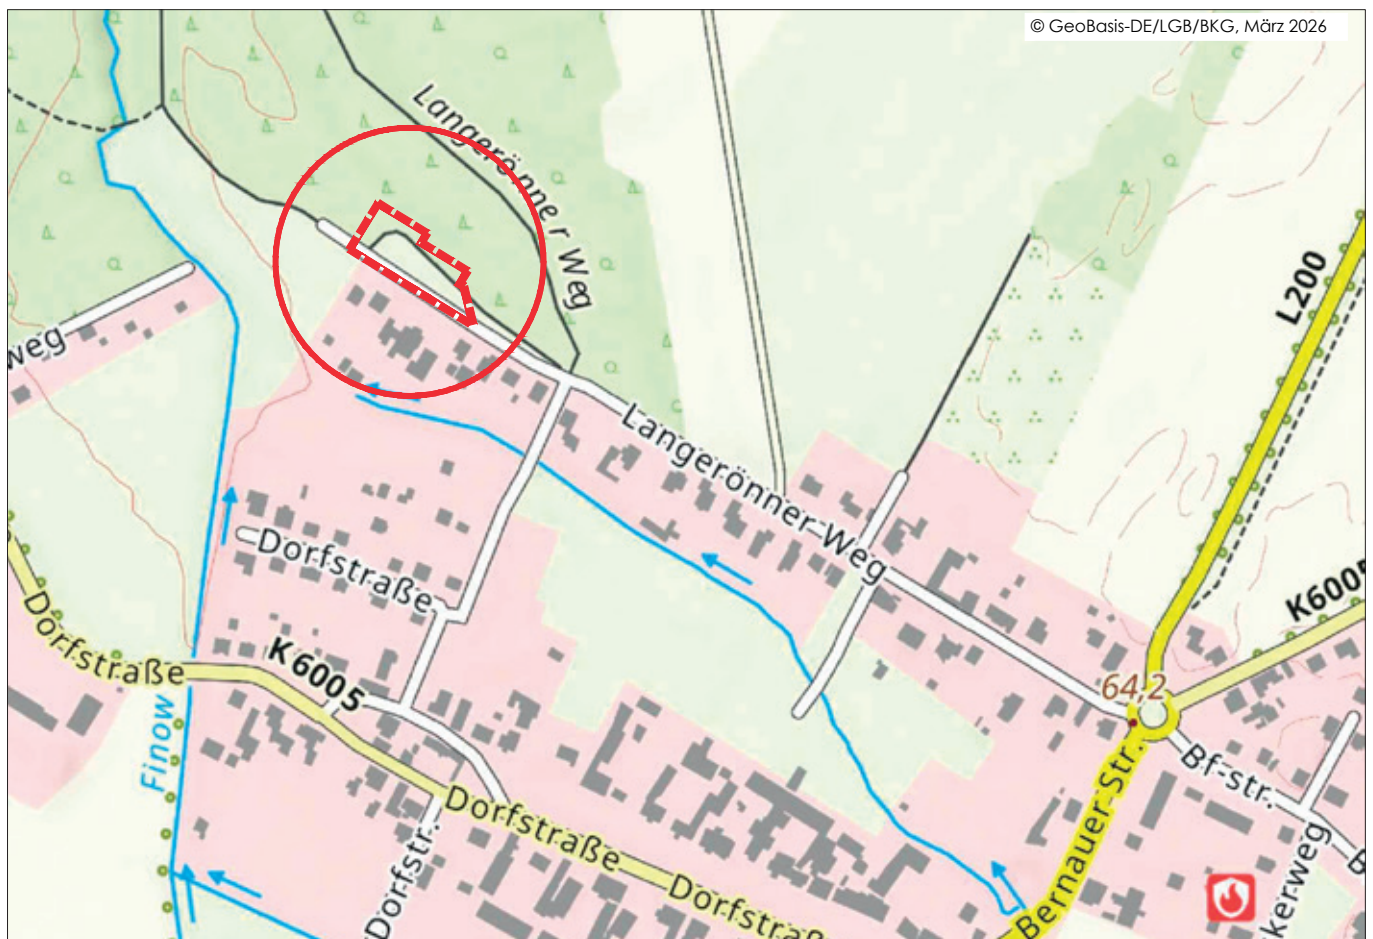 © GeoBasis-DE/LGB/BKG, März 2026
Langerönner Weg
L200
weg
Langerönner Weg
Dorfstraße
K6005
Dorfstraße
K 6005
64,2
Finow
Bf-str.
Bernauer Str.
Dorfstraße
Dorfstr.
Dorfstraße
kerweg
B